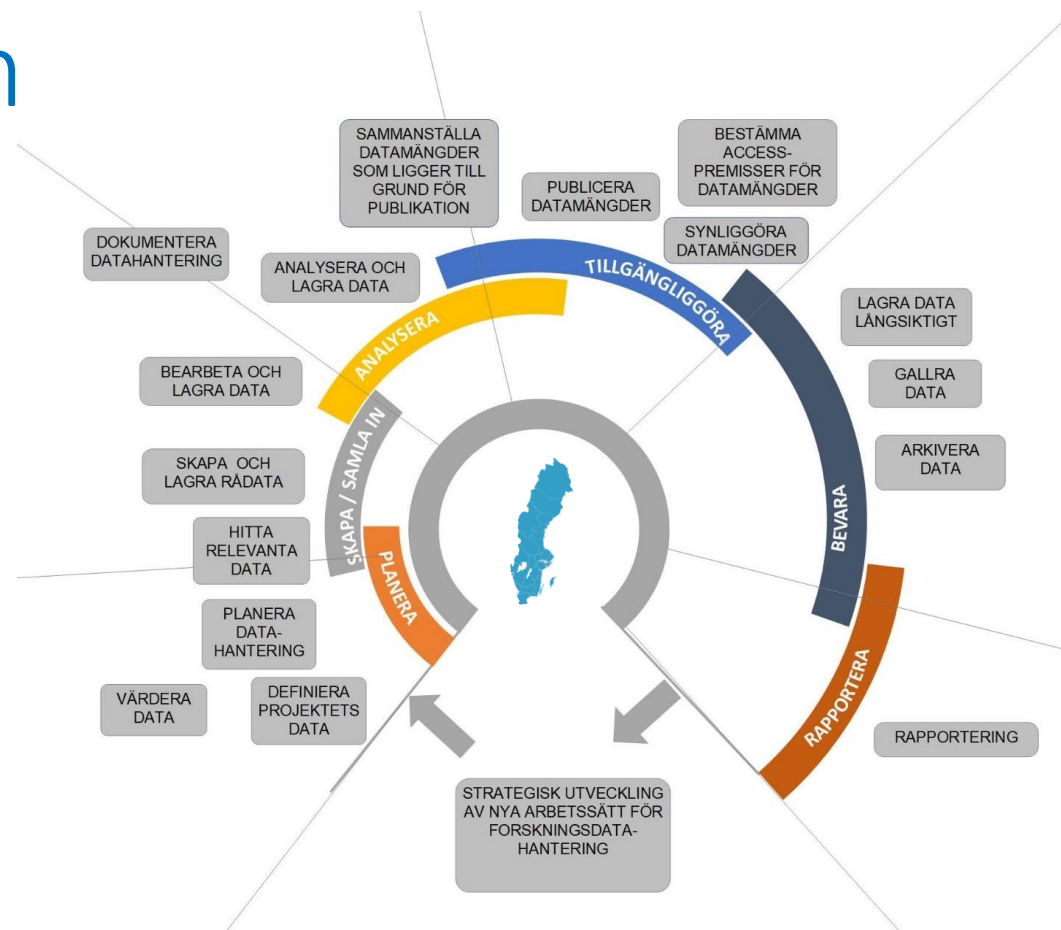 n
SAMMANSTÄLLA
DATAMÄNGDER
SOM LIGGER TILL
GRUND FÖR
PUBLIKATION
BESTÄMMA
ACCESS-
PREMISSER FÖR
DATAMÄNGDER
PUBLICERA
DATAMÄNGDER
SYNLIGGÖRA
DATAMÄNGDER
DOKUMENTERA
DATAHANTERING
ANALYSERA OCH
LAGRA DATA
TILLGÄNGLIGGÖRA
ANALYSERA
LAGRA DATA
LÅNGSIKTIGT
BEARBETA OCH
LAGRA DATA
GALLRA
DATA
SKAPA / SAMLA IN
ARKIVERA
DATA
SKAPA OCH
LAGRA RÅDATA
BEVARA
HITTA
RELEVANTA
DATA
PLANERA
PLANERA
DATA-
HANTERING
VÄRDERA
DATA
DEFINIERA
PROJEKTETS
DATA
RAPPORTERA
RAPPORTERING
STRATEGISK UTVECKLING
AV NYA ARBETSSÄTT FÖR
FORSKNINGSDATA-
HANTERING